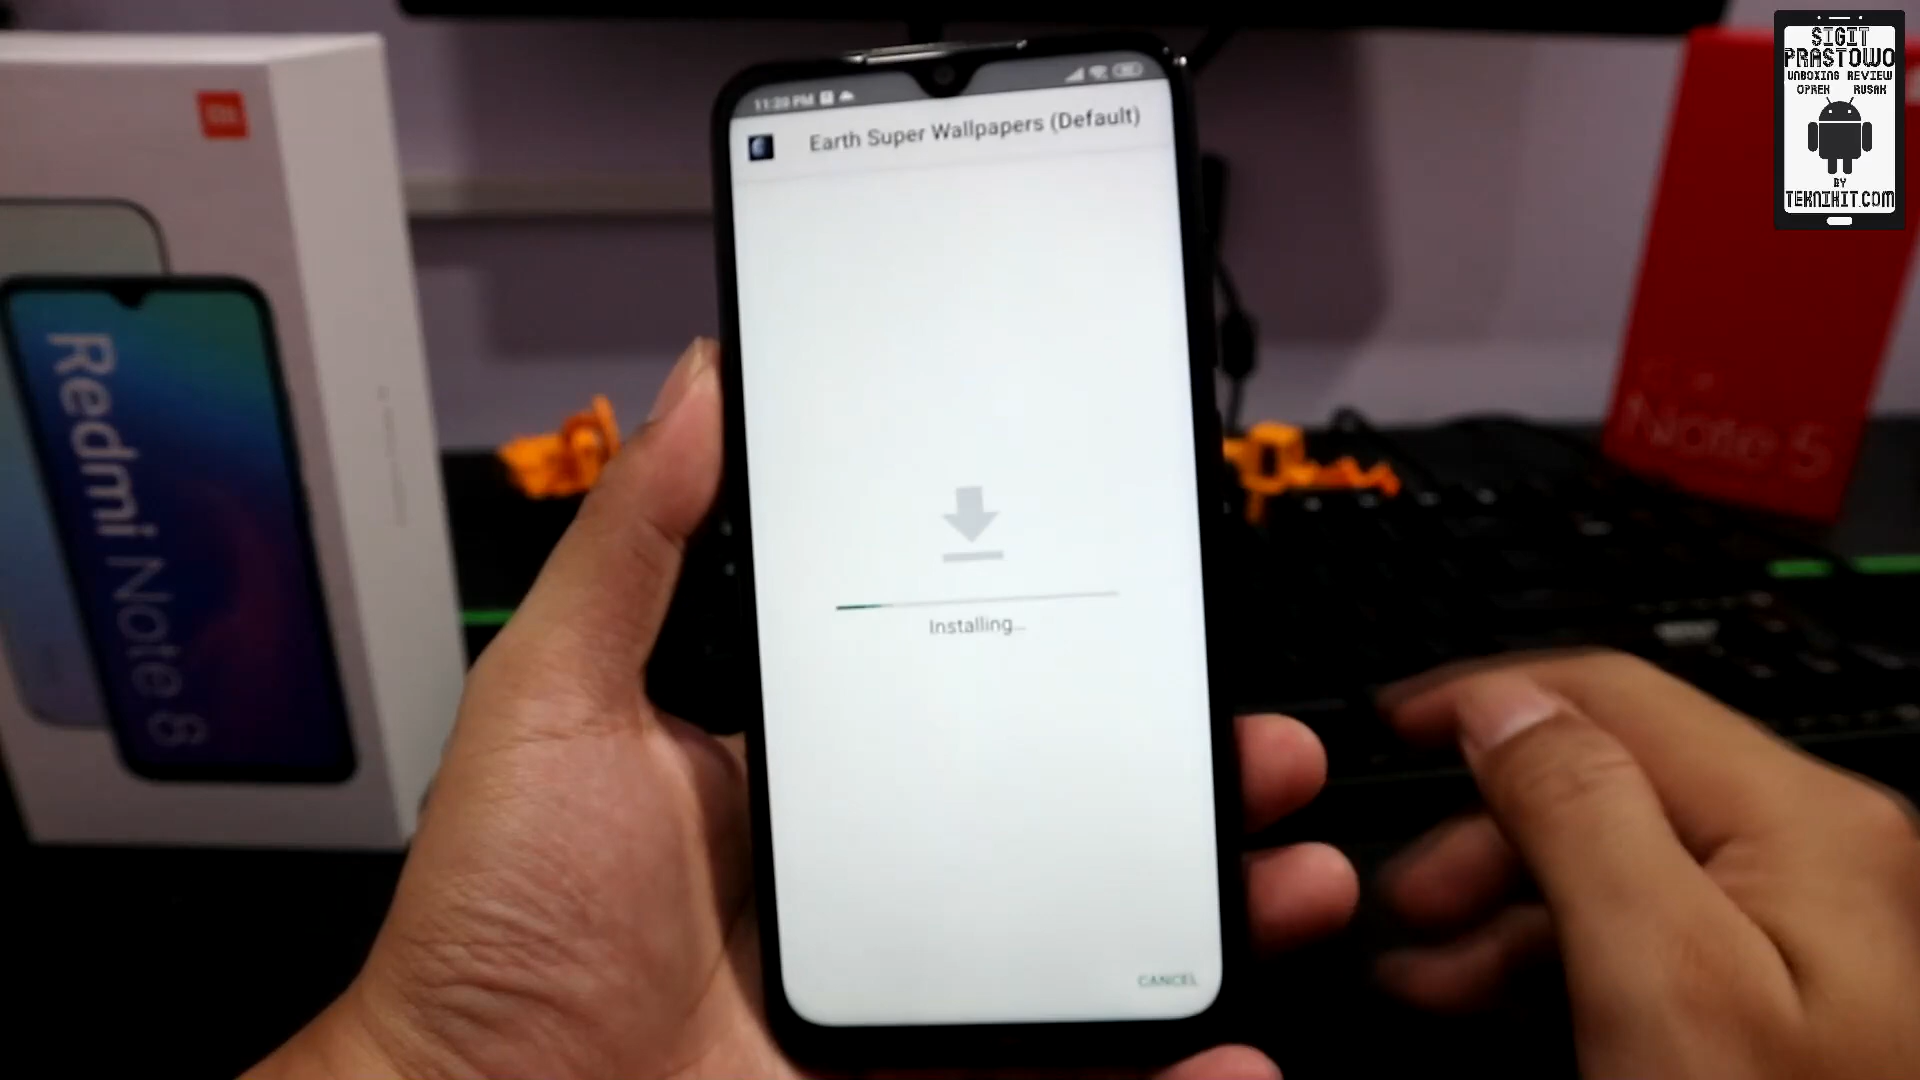 11:20 PM
Earth Super Wallpapers (Default)
Installing...
CANCEL
Redmi Note 8
Note 5
SIGIT
PRASTOWO
UNBOXING REVIEW
OPREK RUSAK
BY
TEKNIKIT.COM